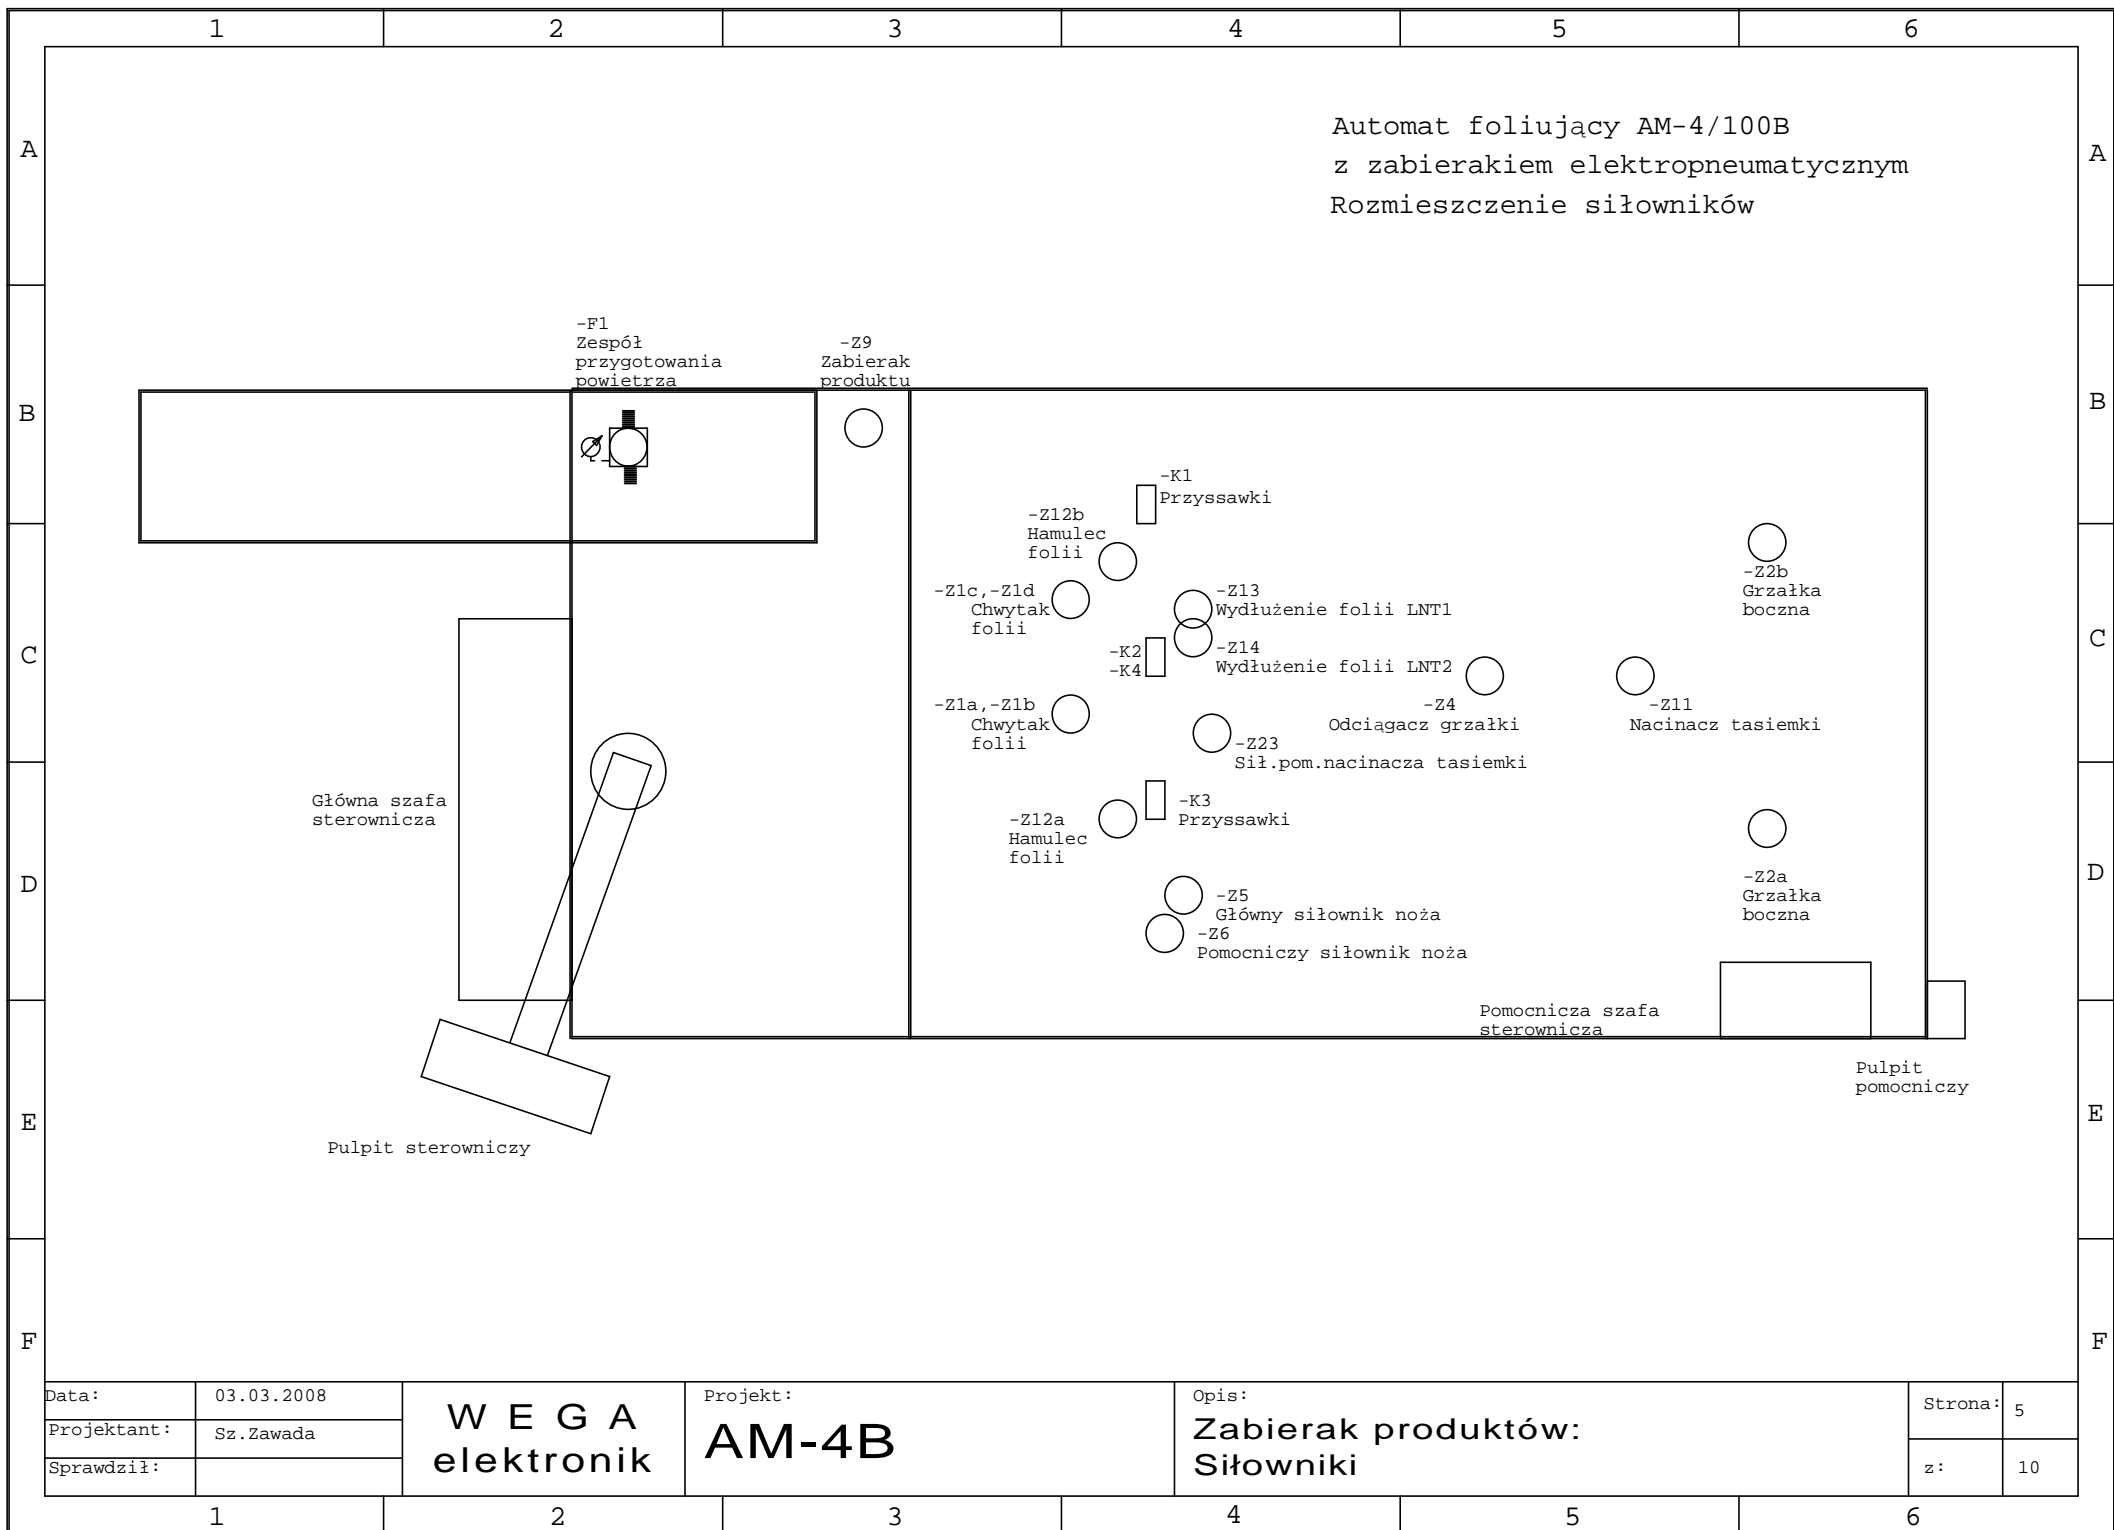 1 2 3 4 5 6
Automat foliujący AM-4/100B
z zabierakiem elektropneumatycznym
Rozmieszczenie siłowników
A A
-F1
Zespół
przygotowania
powietrza
-Z9
Zabierak
produktu
B B
-K1
Przyssawki
-Z12b
Hamulec
folii
-Z1c,-Z1d
Chwytak
folii
-Z13
Wydłużenie folii LNT1
-Z14
Wydłużenie folii LNT2
-Z2b
Grzałka
boczna
C C
-K2
-K4
-Z1a,-Z1b
Chwytak
folii
-Z4
Odciągacz grzałki
-Z11
Nacinacz tasiemki
-Z23
Sił.pom.nacinacza tasiemki
Główna szafa
sterownicza
-K3
Przyssawki
-Z12a
Hamulec
folii
D D
-Z2a
Grzałka
boczna
-Z5
Główny siłownik noża
-Z6
Pomocniczy siłownik noża
Pomocnicza szafa
sterownicza
Pulpit
pomocniczy
E E
Pulpit sterowniczy
F F
Data: 03.03.2008
Projektant: Sz.Zawada
Sprawdził:
W E G A
elektronik
Projekt:
AM-4B
Opis:
Zabierak produktów:
Siłowniki
Strona: 5
z: 10
1 2 3 4 5 6